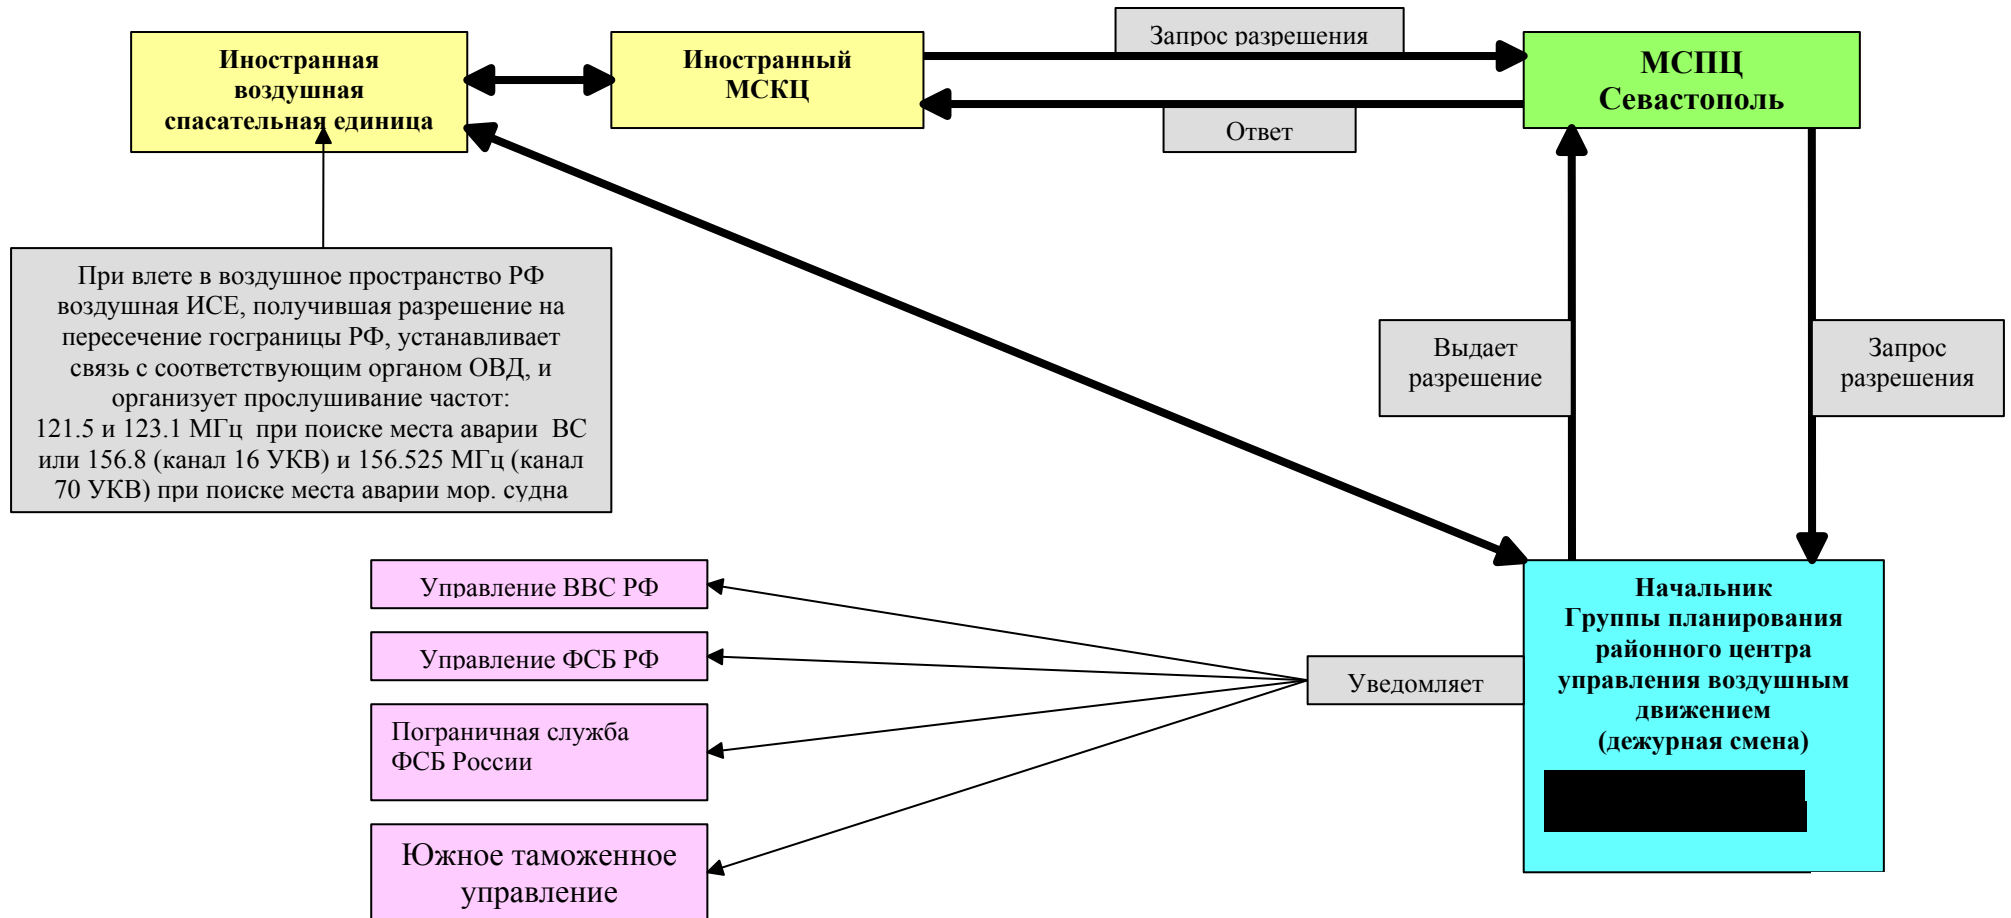 Запрос разрешения
Иностранная
воздушная
спасательная единица
Иностранный
МСКЦ
МСПЦ
Севастополь
Ответ
При влете в воздушное пространство РФ
воздушная ИСЕ, получившая разрешение на
пересечение госграницы РФ, устанавливает
связь с соответствующим органом ОВД, и
организует прослушивание частот:
121.5 и 123.1 МГц при поиске места аварии ВС
или 156.8 (канал 16 УКВ) и 156.525 МГц (канал
70 УКВ) при поиске места аварии мор. судна
Выдает
разрешение
Запрос
разрешения
Управление ВВС РФ
Управление ФСБ РФ
Пограничная служба
ФСБ России
Южное таможенное
управление
Уведомляет
Начальник
Группы планирования
районного центра
управления воздушным
движением
(дежурная смена)